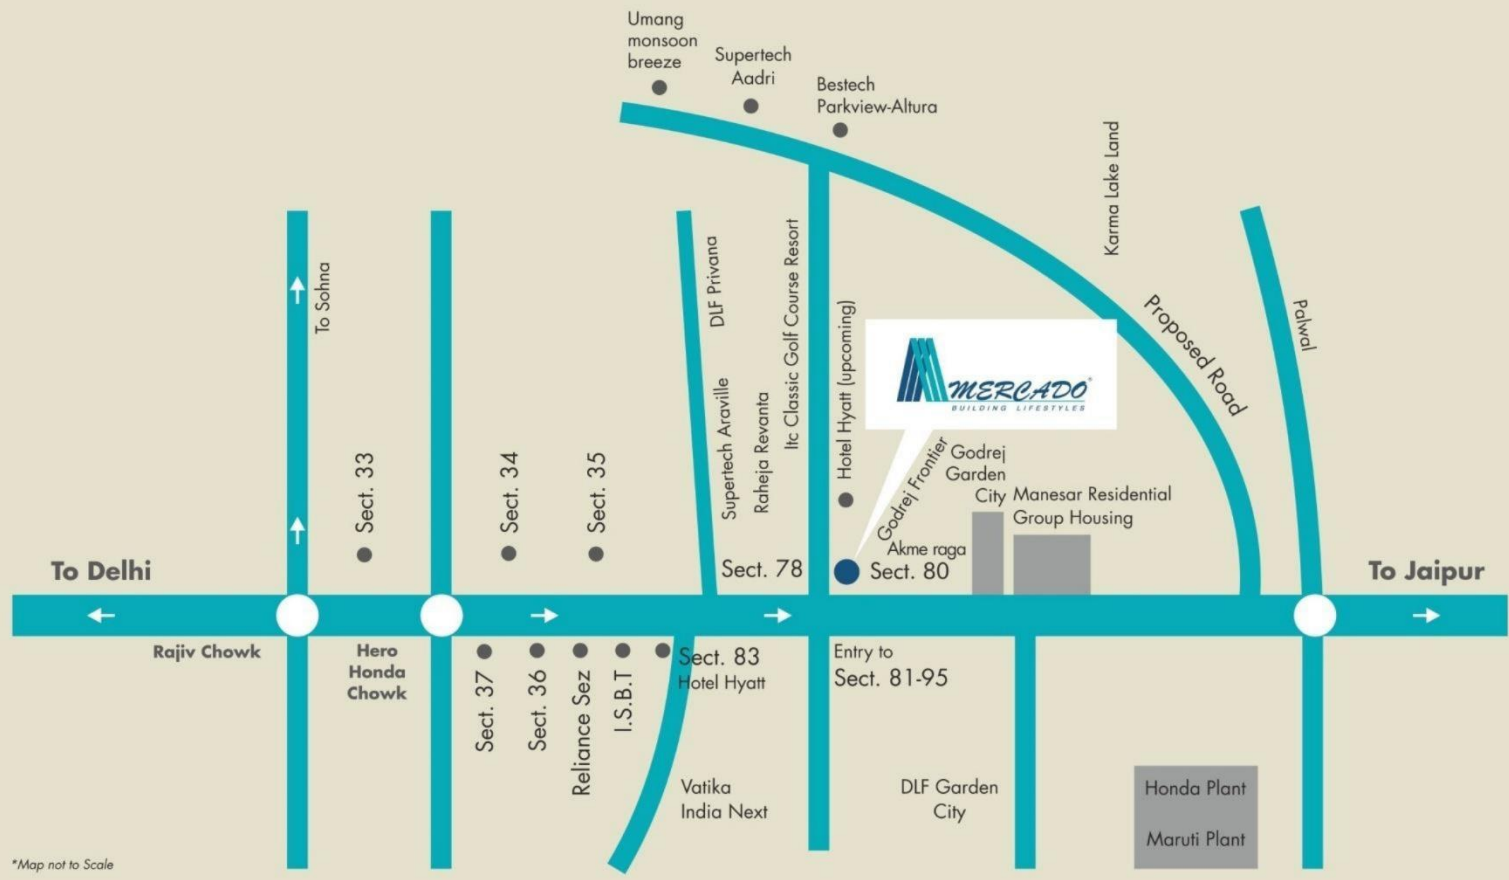 Umang
monsoon
breeze
Supertech
Aadri
Bestech
Parkview-Altura
Karma Lake Land
To Sohna
DLF Privana
Itc Classic Golf Course Resort
Hotel Hyatt (upcoming)
Proposed Road
Palwal
MERCADO
BUILDING LIFESTYLES
Supertech Araville
Raheja Revanta
Godrej Frontier
Godrej
Garden
City
Manesar Residential
Group Housing
Sect. 33
Sect. 34
Sect. 35
Akme raga
Sect. 78
Sect. 80
To Delhi
To Jaipur
Rajiv Chowk
Hero
Honda
Chowk
Sect. 37
Sect. 36
Reliance Sez
I.S.B.T
Sect. 83
Hotel Hyatt
Entry to
Sect. 81-95
Vatika
India Next
DLF Garden
City
Honda Plant
Maruti Plant
*Map not to Scale